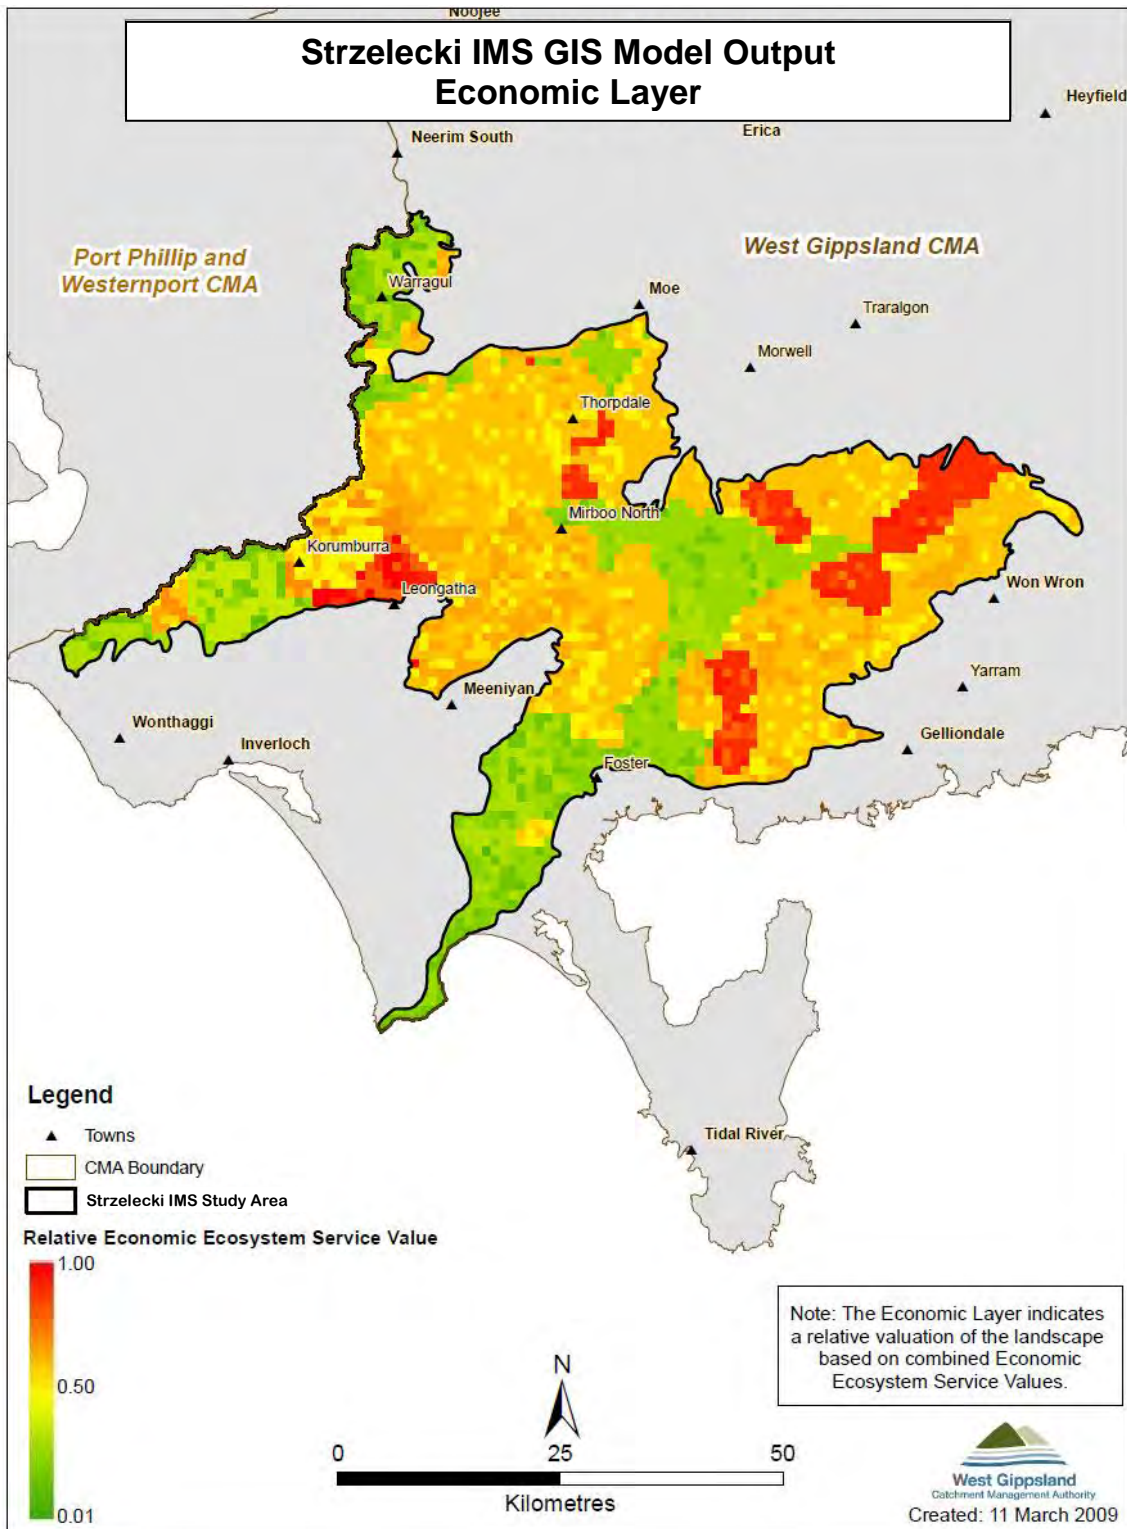 Noojee
Strzelecki IMS GIS Model Output
Economic Layer
Heyfield
Erica
Neerim South
Port Phillip and
Westernport CMA
West Gippsland CMA
Warragul
Moe
Traralgon
Morwell
Thorpdale
Mirboo North
Korumburra
Leongatha
Won Wron
Yarram
Meeniyan
Wonthaggi
Inverloch
Gelliondale
Foster
Tidal River
Legend
Towns
CMA Boundary
Strzelecki IMS Study Area
Relative Economic Ecosystem Service Value
1.00
0.50
0.01
N
0 25 50
Kilometres
Note: The Economic Layer indicates
a relative valuation of the landscape
based on combined Economic
Ecosystem Service Values.
West Gippsland
Catchment Management Authority
Created: 11 March 2009